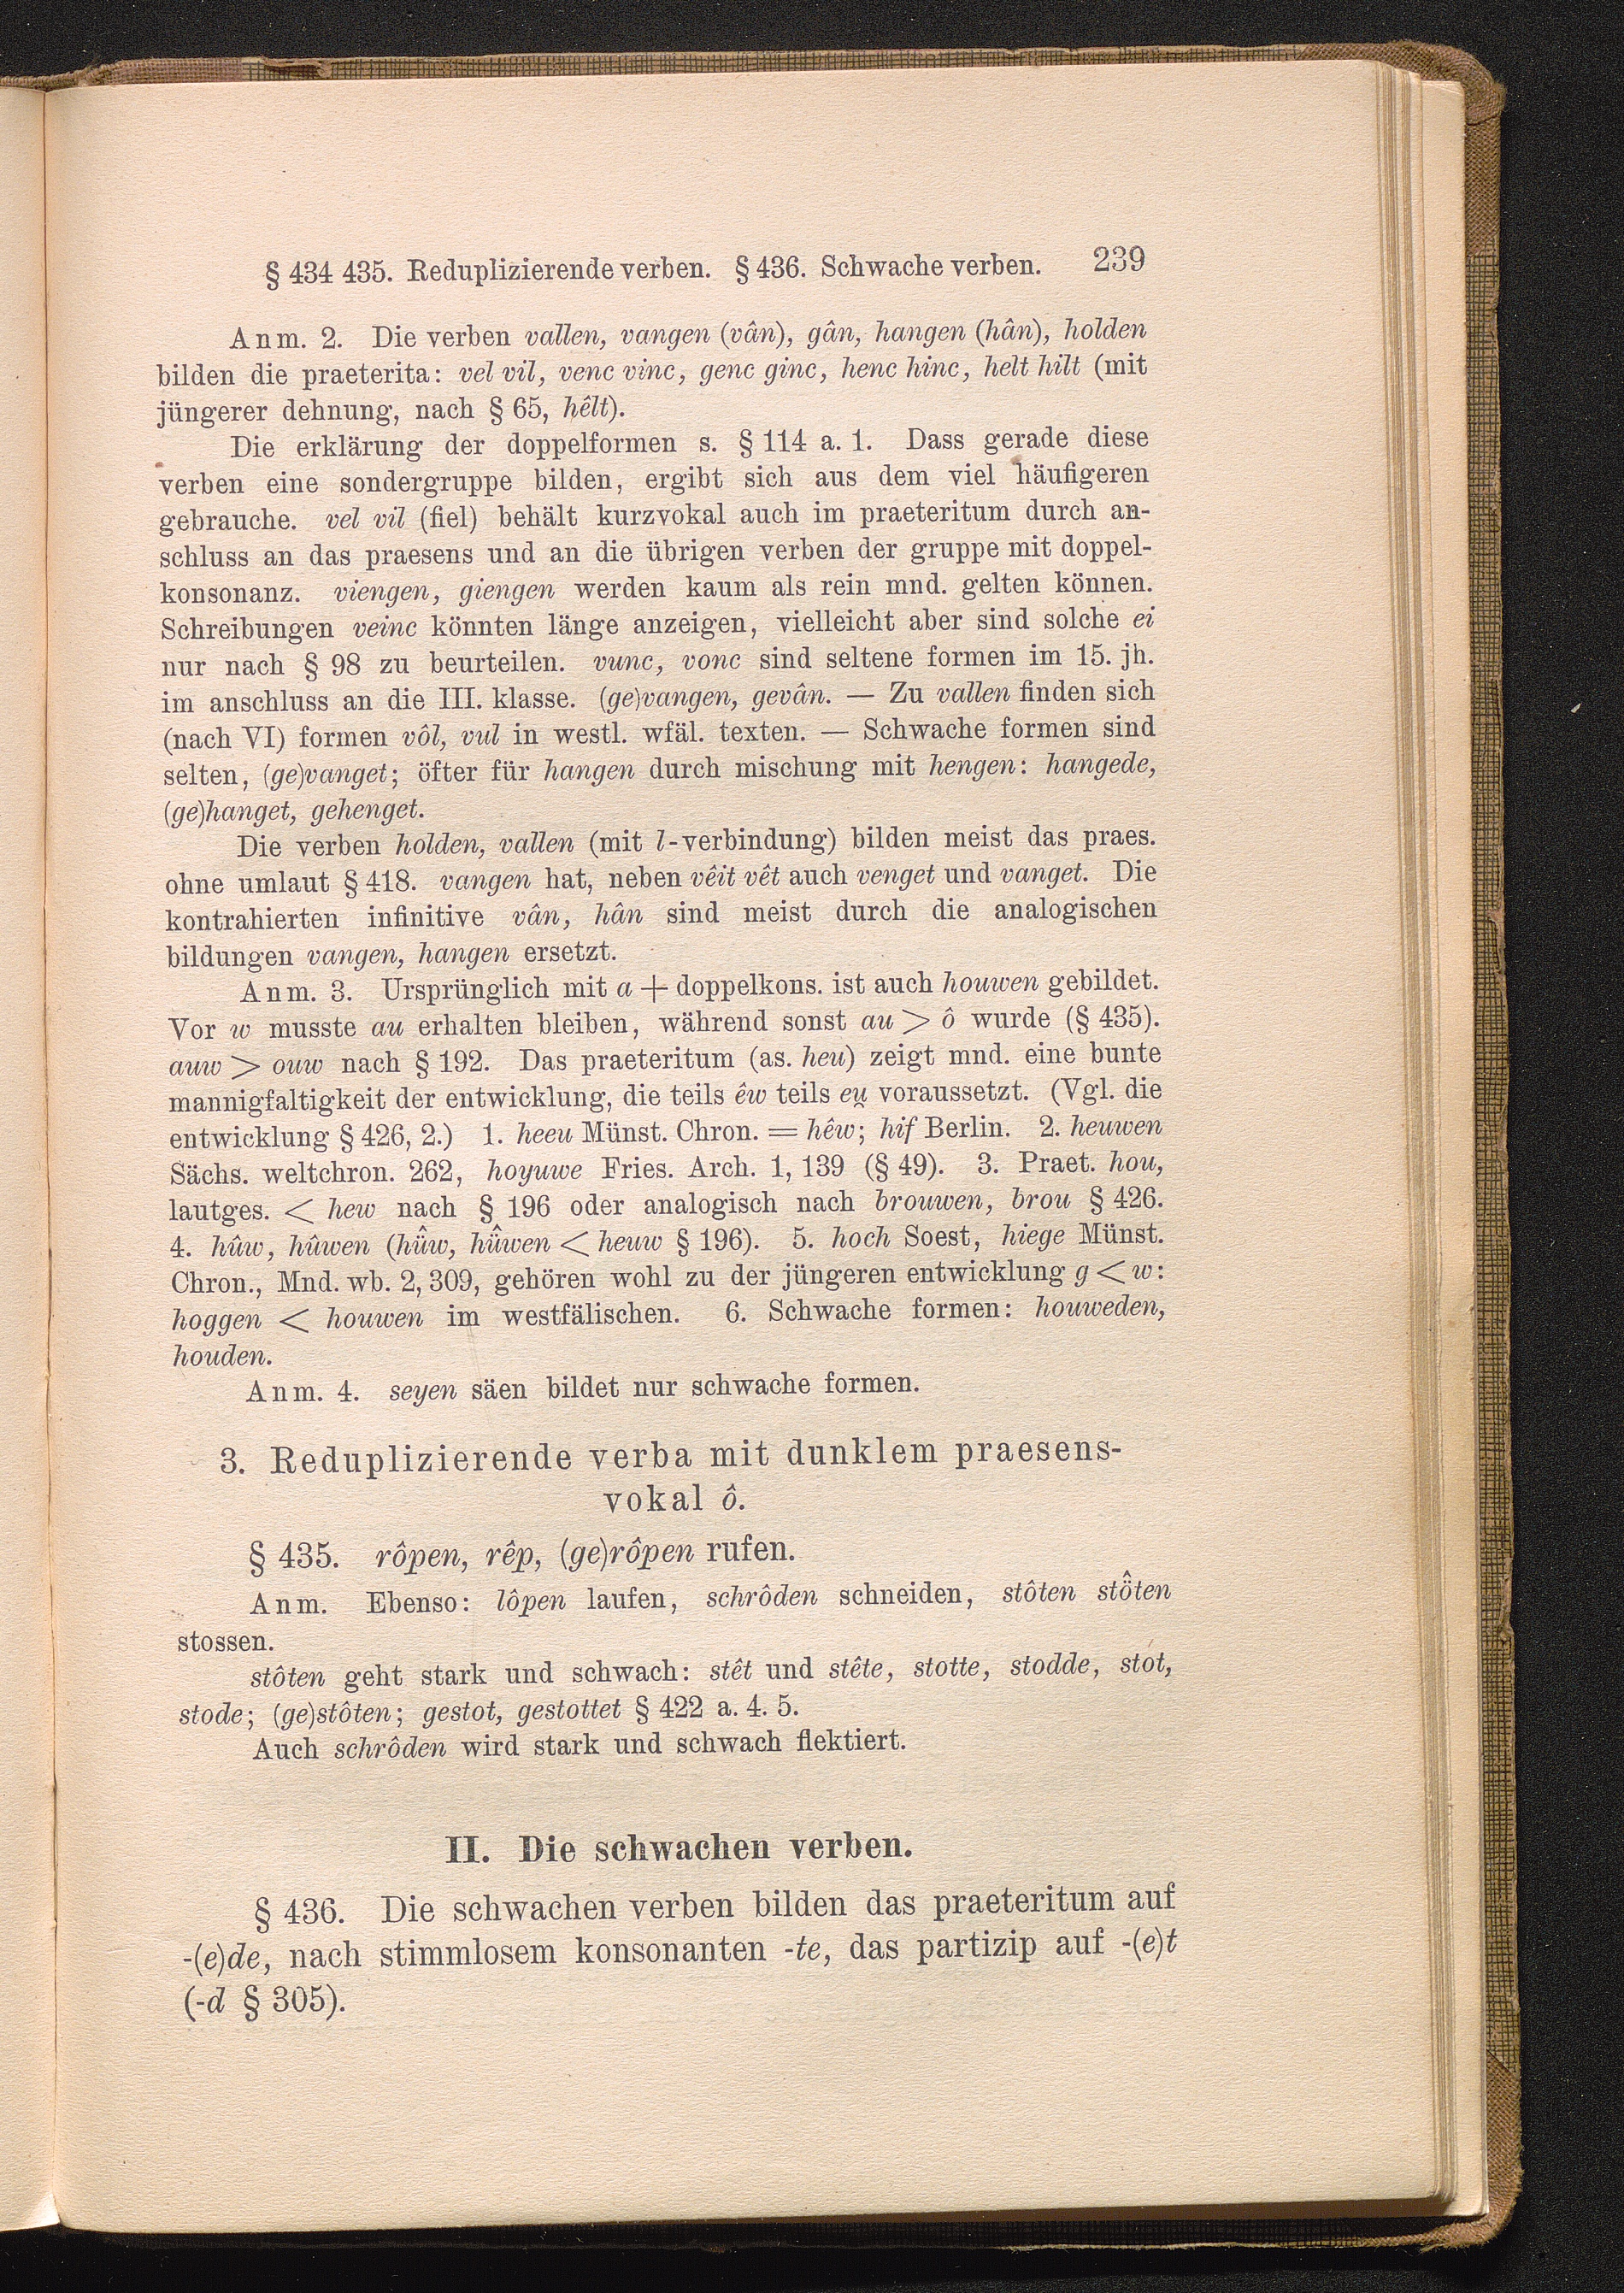 § 434 435. Reduplizierende verben. § 436. Schwache verben. 239
Anm. 2. Die verben vallen, vangen (vân), gân, hangen (hân), holden
bilden die praeterita: vel vil, venc vinc, genc ginc, henc hinc, helt hilt (mit
jüngerer dehnung, nach § 65, hêlt).
Die erklärung der doppelformen s. § 114 a. 1. Dass gerade diese
verben eine sondergruppe bilden, ergibt sich aus dem viel häufigeren
gebrauche. vel vil (fiel) behält kurzvokal auch im praeteritum durch an-
schluss an das praesens und an die übrigen verben der gruppe mit doppel-
konsonanz. viengen, giengen werden kaum als rein mnd. gelten können.
Schreibungen veinc könnten länge anzeigen, vielleicht aber sind solche ei
nur nach § 98 zu beurteilen. vunc, vonc sind seltene formen im 15. jh.
im anschluss an die III. klasse. (ge)vangen, gevân. — Zu vallen finden sich
(nach VI) formen vôl, vul in westl. wfäl. texten. — Schwache formen sind
selten, (ge)vanget; öfter für hangen durch mischung mit hengen: hangede,
(ge)hanget, gehenget.
Die verben holden, vallen (mit l-verbindung) bilden meist das praes.
ohne umlaut § 418. vangen hat, neben vêit vêt auch venget und vanget. Die
kontrahierten infinitive vân, hân sind meist durch die analogischen
bildungen vangen, hangen ersetzt.
Anm. 3. Ursprünglich mit a + doppelkons. ist auch houwen gebildet.
Vor w musste au erhalten bleiben, während sonst au > ô wurde (§ 435).
auw > ouw nach § 192. Das praeteritum (as. heu) zeigt mnd. eine bunte
mannigfaltigkeit der entwicklung, die teils êw teils eu̯ voraussetzt. (Vgl. die
entwicklung § 426, 2.) 1. heeu Münst. Chron. = hêw; hif Berlin. 2. heuwen
Sächs. weltchron. 262, hoyuwe Fries. Arch. 1, 139 (§ 49). 3. Praet. hou,
lautges. < hew nach § 196 oder analogisch nach brouwen, brou § 426.
4. hûw, hûwen (hü̂w, hü̂wen < heuw § 196). 5. hoch Soest, hiege Münst.
Chron., Mnd. wb. 2, 309, gehören wohl zu der jüngeren entwicklung g < w:
hoggen < houwen im westfälischen. 6. Schwache formen: houweden,
houden.
Anm. 4. seyen säen bildet nur schwache formen.
3. Reduplizierende verba mit dunklem praesens-
vokal ô.
§ 435. rôpen, rêp, (ge)rôpen rufen.
Anm. Ebenso: lôpen laufen, schrôden schneiden, stôten stö̂ten
stossen.
stôten geht stark und schwach: stêt und stête, stotte, stodde, stot,
stode; (ge)stôten; gestot, gestottet § 422 a. 4. 5.
Auch schrôden wird stark und schwach flektiert.
II. Die schwachen verben.
§ 436. Die schwachen verben bilden das praeteritum auf
-(e)de, nach stimmlosem konsonanten -te, das partizip auf -(e)t
(-d § 305).